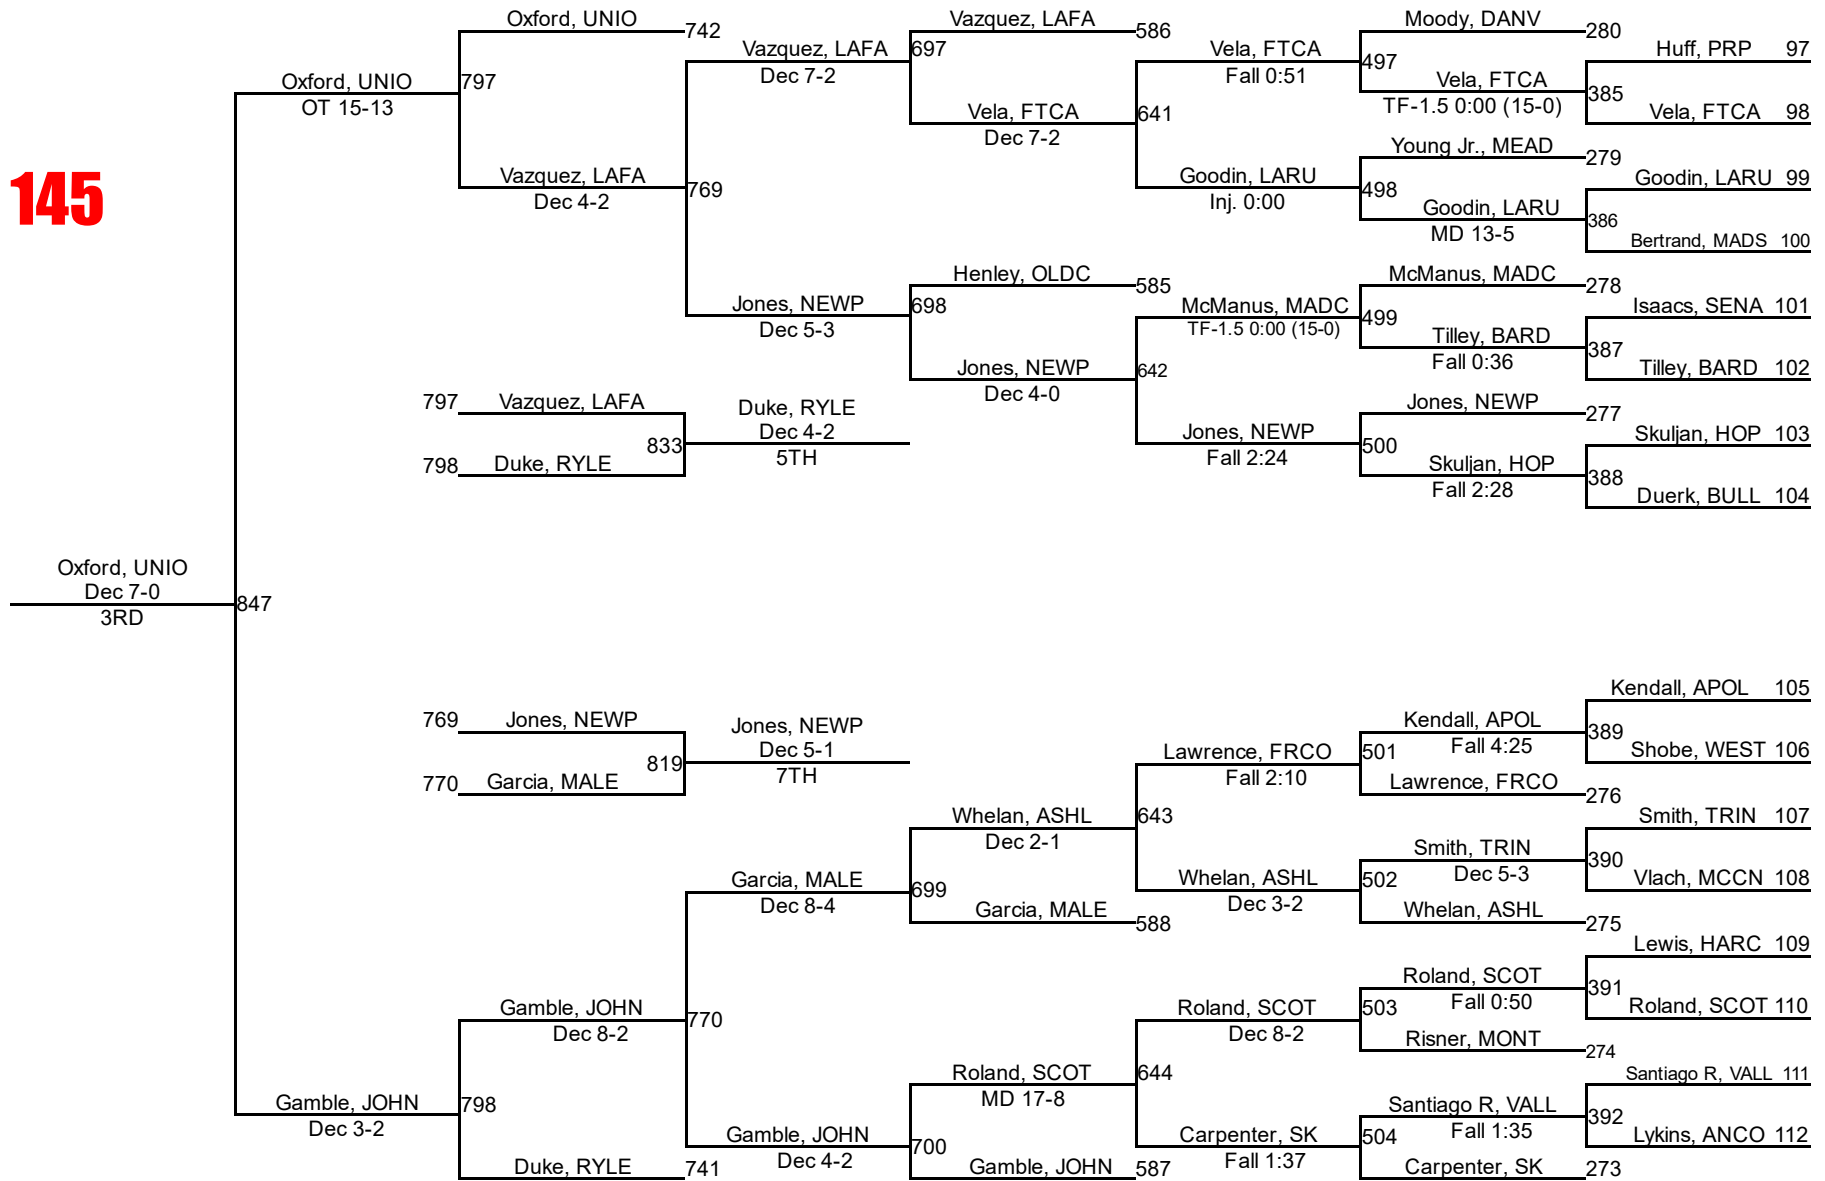 Oxford, UNIO
742
Vazquez, LAFA
586
Moody, DANV
280
Huff, PRP 97
Vazquez, LAFA
697
Vela, FTCA
Dec 7-2
Fall 0:51
497
Oxford, UNIO
797
Vela, FTCA
385
OT 15-13
TF-1.5 0:00 (15-0)
Vela, FTCA
641
Vela, FTCA 98
Dec 7-2
Young Jr., MEAD
279
145
Vazquez, LAFA
769
Goodin, LARU
498
Goodin, LARU 99
Dec 4-2
Inj. 0:00
Goodin, LARU
386
MD 13-5
Bertrand, MADS 100
Henley, OLDC
585
McManus, MADC
278
Jones, NEWP
698
McManus, MADC
499
Isaacs, SENA 101
Dec 5-3
TF-1.5 0:00 (15-0)
Tilley, BARD
387
Fall 0:36
Jones, NEWP
642
Tilley, BARD 102
Dec 4-0
797
Vazquez, LAFA
Duke, RYLE
Jones, NEWP
277
833
Dec 4-2
Jones, NEWP
500
Skuljan, HOP 103
798
Duke, RYLE
5TH
Fall 2:24
Skuljan, HOP
388
Fall 2:28
Duerk, BULL 104
Oxford, UNIO
Dec 7-0
847
3RD
Kendall, APOL 105
769
Jones, NEWP
Jones, NEWP
Kendall, APOL
389
819
Dec 5-1
Lawrence, FRCO
501
Fall 4:25
Shobe, WEST 106
770
Garcia, MALE
7TH
Fall 2:10
Lawrence, FRCO
276
Whelan, ASHL
643
Smith, TRIN 107
Dec 2-1
Smith, TRIN
390
Garcia, MALE
699
Whelan, ASHL
502
Dec 5-3
Vlach, MCCN 108
Dec 8-4
Dec 3-2
Garcia, MALE
588
Whelan, ASHL
275
Lewis, HARC 109
Roland, SCOT
391
Gamble, JOHN
770
Roland, SCOT
503
Fall 0:50
Roland, SCOT 110
Dec 8-2
Dec 8-2
Risner, MONT
274
Roland, SCOT
644
Santiago R, VALL 111
MD 17-8
Gamble, JOHN
798
Santiago R, VALL
392
Dec 3-2
Gamble, JOHN
700
Carpenter, SK
504
Fall 1:35
Lykins, ANCO 112
Dec 4-2
Fall 1:37
Duke, RYLE
741
Gamble, JOHN
587
Carpenter, SK
273